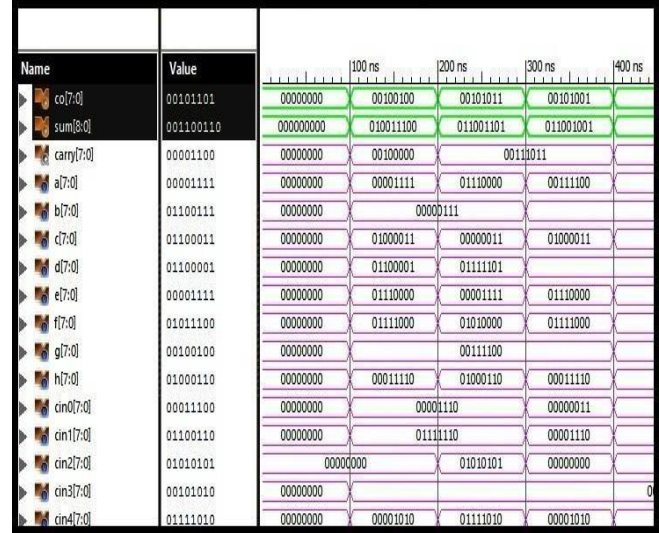 Name Value 100 ns 200 ns 300 ns 400 ns
co[7:0] 00101101 00000000 00100100 00101011 00101001
sum[8:0] 001100110 000000000 010011100 011001101 011001001
carry[7:0] 00001100 00000000 00100000 00111011
a[7:0] 00001111 00000000 00001111 01110000 00111100
b[7:0] 01100111 00000000 00000111
c[7:0] 01100011 00000000 01000011 00000011 01000011
d[7:0] 01100001 00000000 01100001 01111101
e[7:0] 00001111 00000000 01110000 00001111 01110000
f[7:0] 01011100 00000000 01111000 01010000 01111000
g[7:0] 00100100 00000000 00111100
h[7:0] 01000110 00000000 00011110 01000110 00011110
cin0[7:0] 00011100 00000000 00001110 00000011
cin1[7:0] 01100110 00000000 01111110 00001110
cin2[7:0] 01010101 00000000 01010101 00000000
cin3[7:0] 00101010 00000000
cin4[7:0] 01111010 00000000 00001010 01111010 00001010